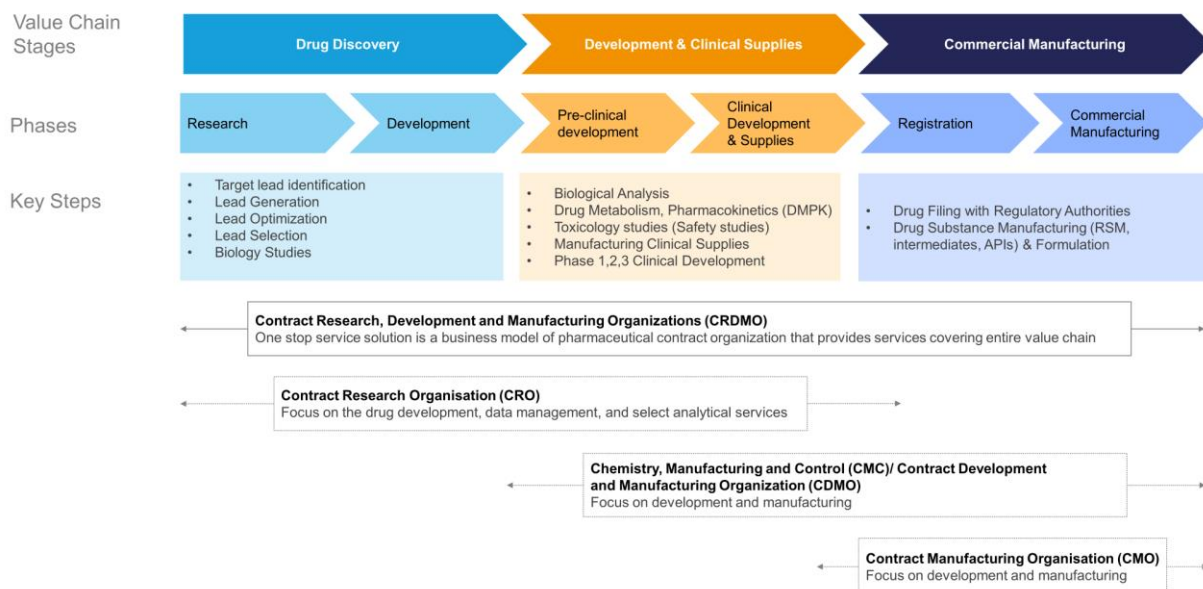 Value Chain
Stages
Drug Discovery
Development & Clinical Supplies
Commercial Manufacturing
Phases
Research
Development
Pre-clinical
development
Clinical
Development
& Supplies
Registration
Commercial
Manufacturing
Key Steps
• Target lead identification
• Lead Generation
• Lead Optimization
• Lead Selection
• Biology Studies
• Biological Analysis
• Drug Metabolism, Pharmacokinetics (DMPK)
• Toxicology studies (Safety studies)
• Manufacturing Clinical Supplies
• Phase 1,2,3 Clinical Development
• Drug Filing with Regulatory Authorities
• Drug Substance Manufacturing (RSM,
intermediates, APIs) & Formulation
Contract Research, Development and Manufacturing Organizations (CRDMO)
One stop service solution is a business model of pharmaceutical contract organization that provides services covering entire value chain
Contract Research Organisation (CRO)
Focus on the drug development, data management, and select analytical services
Chemistry, Manufacturing and Control (CMC)/ Contract Development
and Manufacturing Organization (CDMO)
Focus on development and manufacturing
Contract Manufacturing Organisation (CMO)
Focus on development and manufacturing